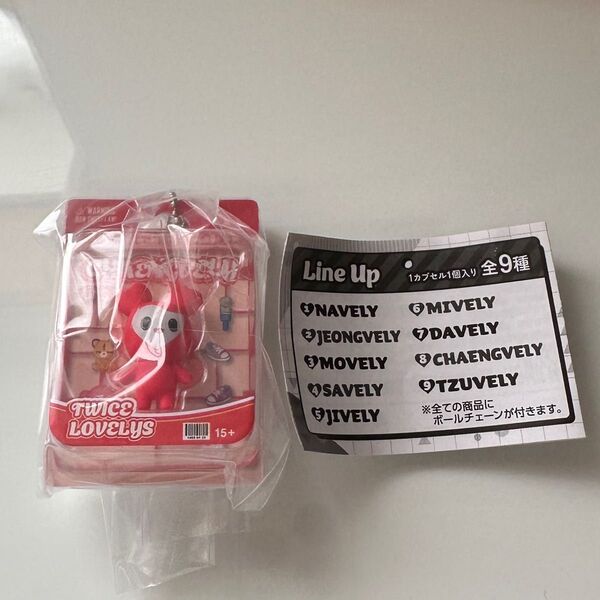 WARNING
CHAENGVELY
TWICE
LOVELYS
15+
Line Up
1カプセル1個入り 全9種
1 NAVELY
2 JEONGVELY
3 MOVELY
4 SAVELY
5 JIVELY
6 MIVELY
7 DAVELY
8 CHAENGVELY
9 TZUVELY
※全ての商品に
ボールチェーンが付きます。